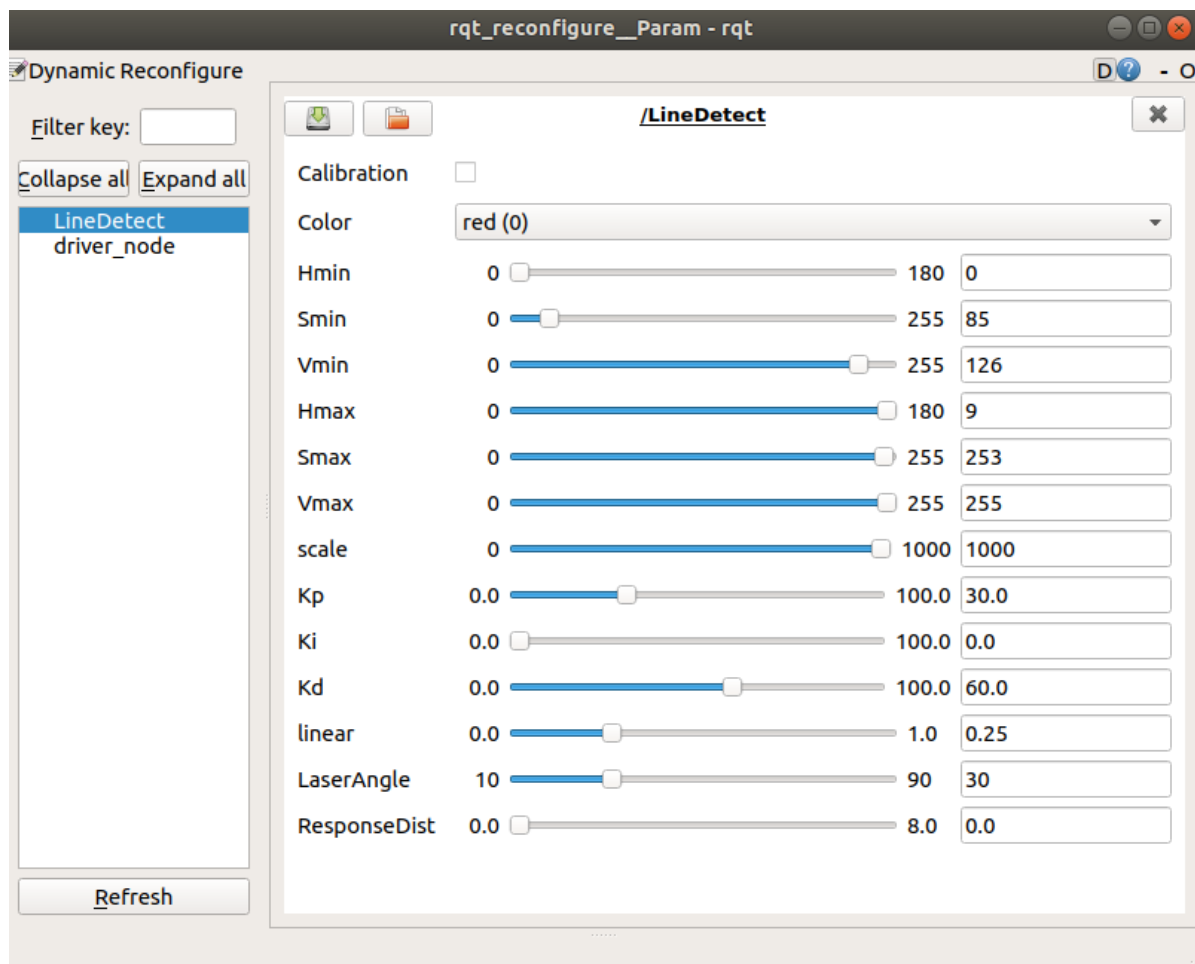 rqt_reconfigure__Param - rqt
Dynamic Reconfigure
D ? - O
Filter key:
Collapse all Expand all
LineDetect
driver_node
Refresh
/LineDetect
Calibration
Color red (0)
Hmin 0 180 0
Smin 0 255 85
Vmin 0 255 126
Hmax 0 180 9
Smax 0 255 253
Vmax 0 255 255
scale 0 1000 1000
Kp 0.0 100.0 30.0
Ki 0.0 100.0 0.0
Kd 0.0 100.0 60.0
linear 0.0 1.0 0.25
LaserAngle 10 90 30
ResponseDist 0.0 8.0 0.0